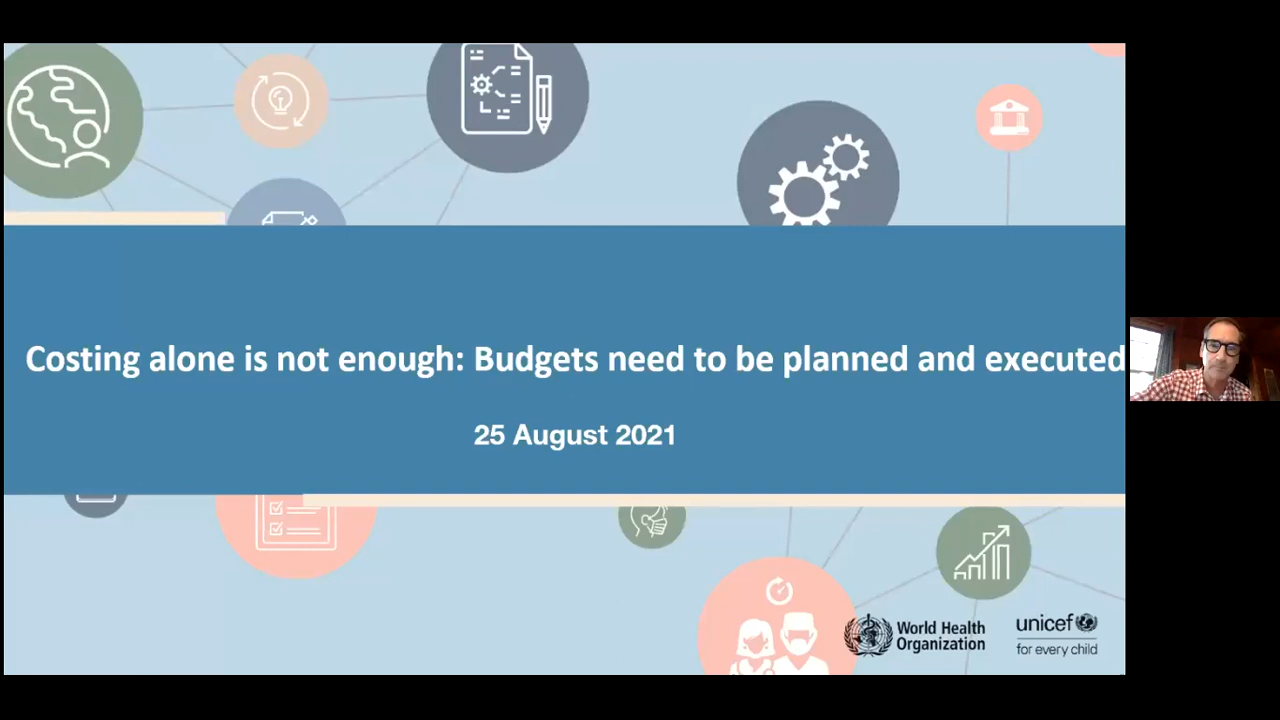 Costing alone is not enough: Budgets need to be planned and executed
25 August 2021
World Health
Organization
unicef
for every child